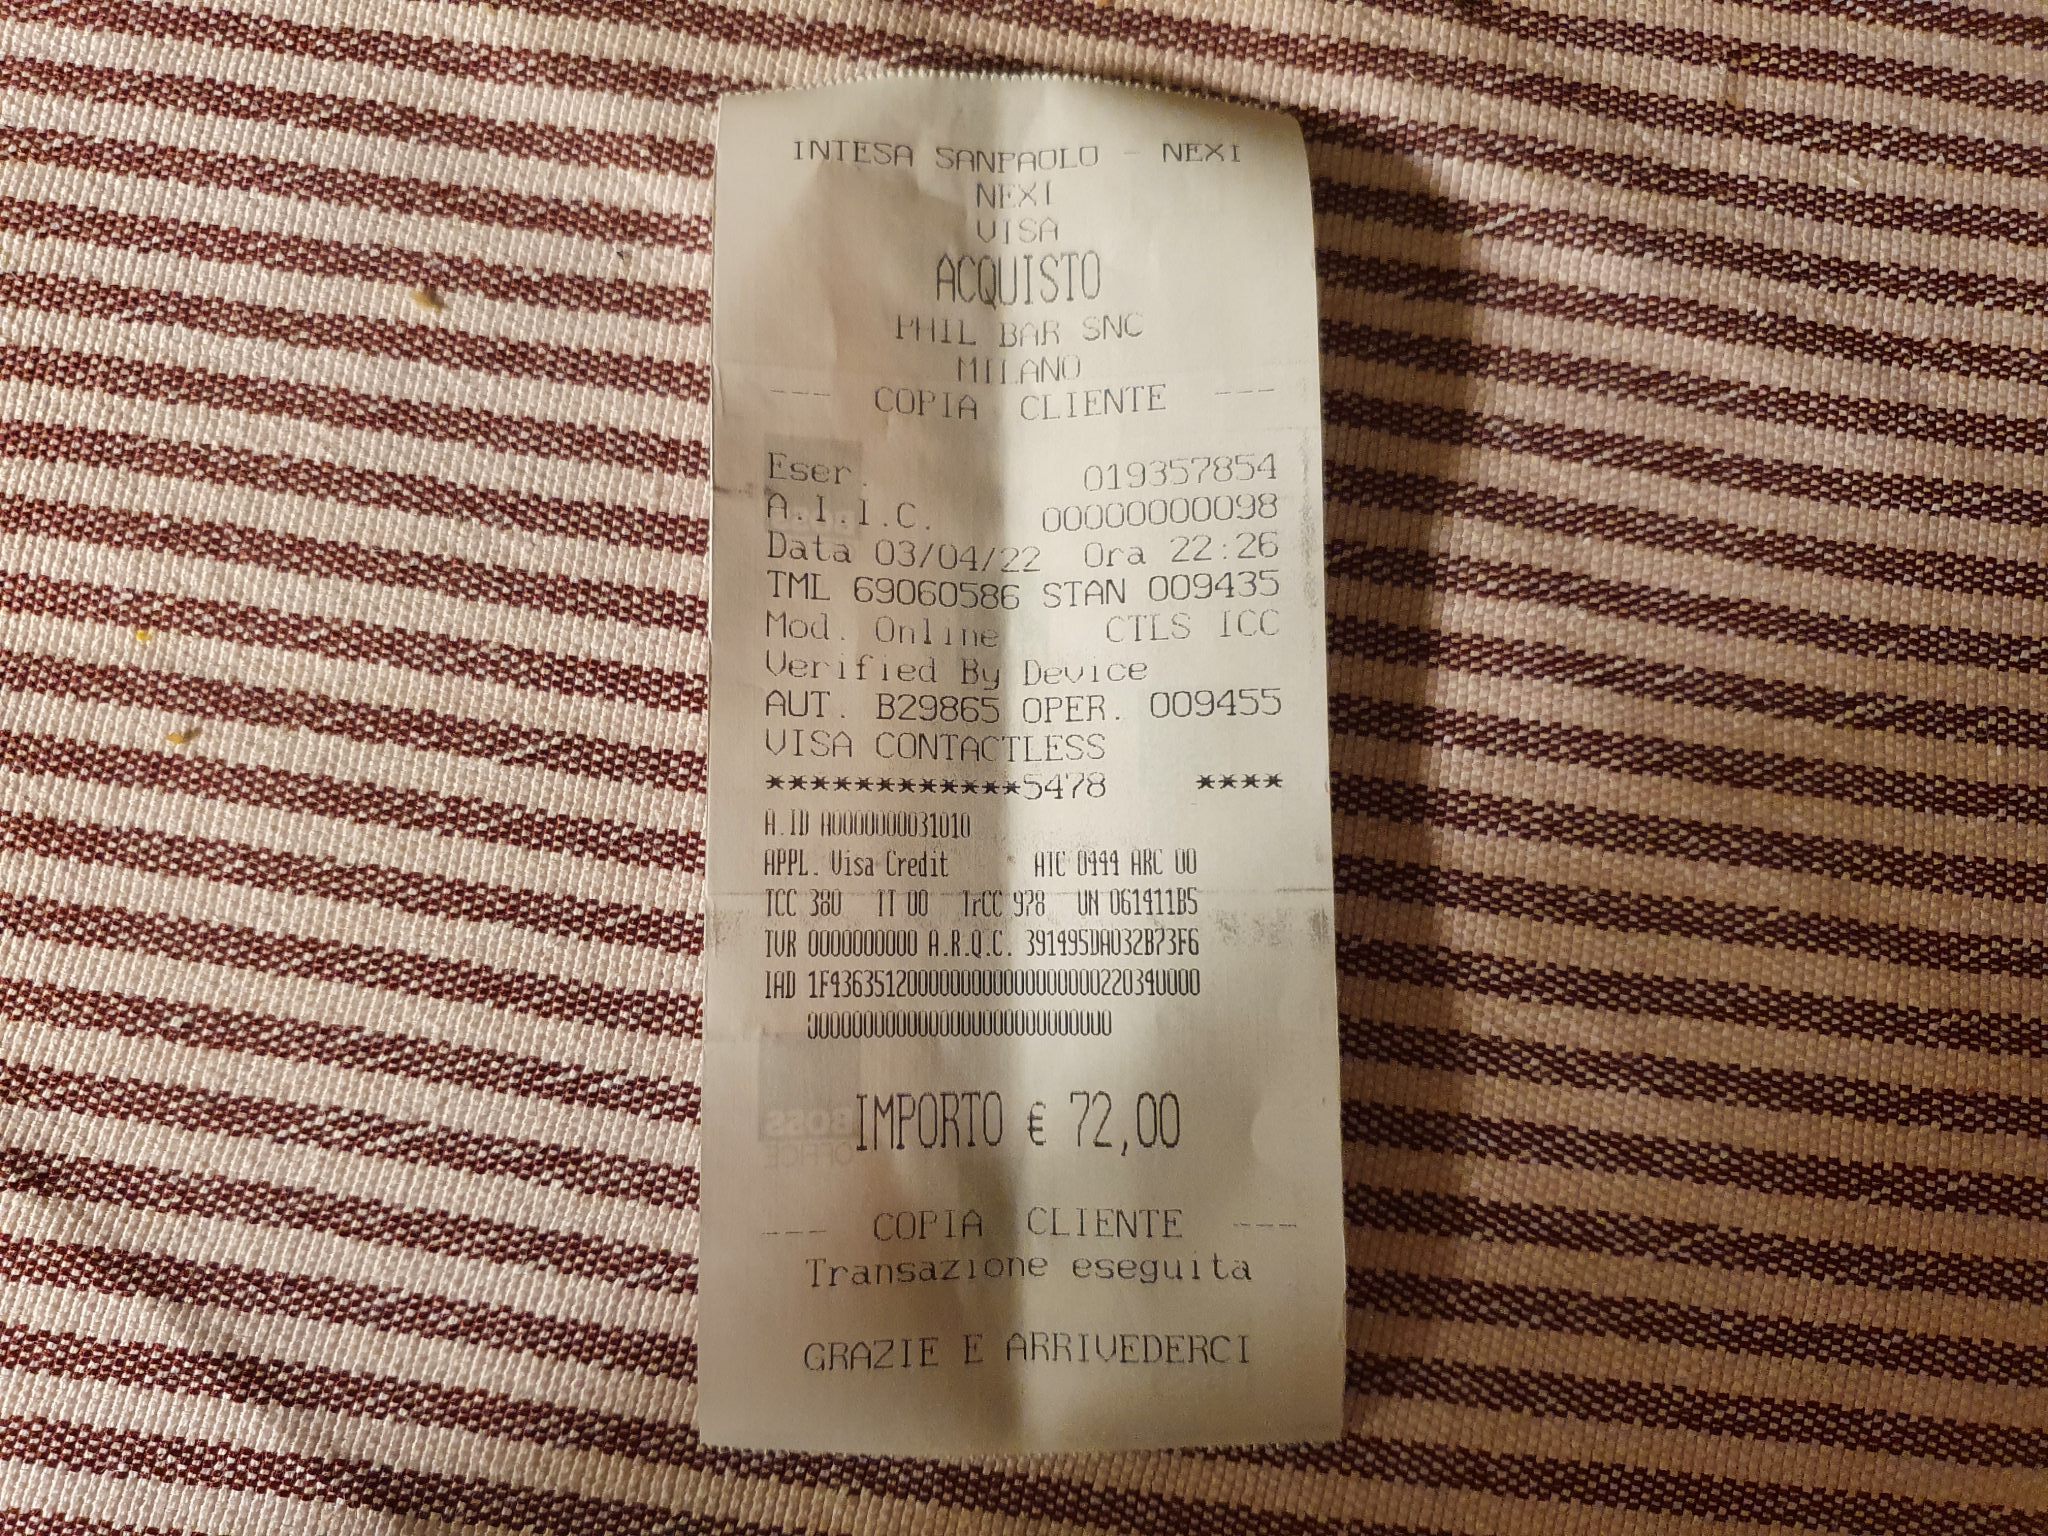 INTESA SANPAOLO - NEXI
NEXI
VISA
ACQUISTO
PHIL BAR SNC
MILANO
--- COPIA CLIENTE ---
Eser. 019357854
A.I.I.C. 00000000098
Data 03/04/22 Ora 22:26
TML 69060586 STAN 009435
Mod. Online CTLS ICC
Verified By Device
AUT. B29865 OPER. 009455
VISA CONTACTLESS
************5478 ****
A.ID A0000000031010
APPL. Visa Credit ATC 0444 ARC 00
TCC 380 TT 00 TrCC 978 UN 061411B5
TVR 0000000000 A.R.Q.C. 391495DA032B73F6
IAD
IMPORTO € 72,00
BOSS
OFFICE
--- COPIA CLIENTE ---
Transazione eseguita
GRAZIE E ARRIVEDERCI